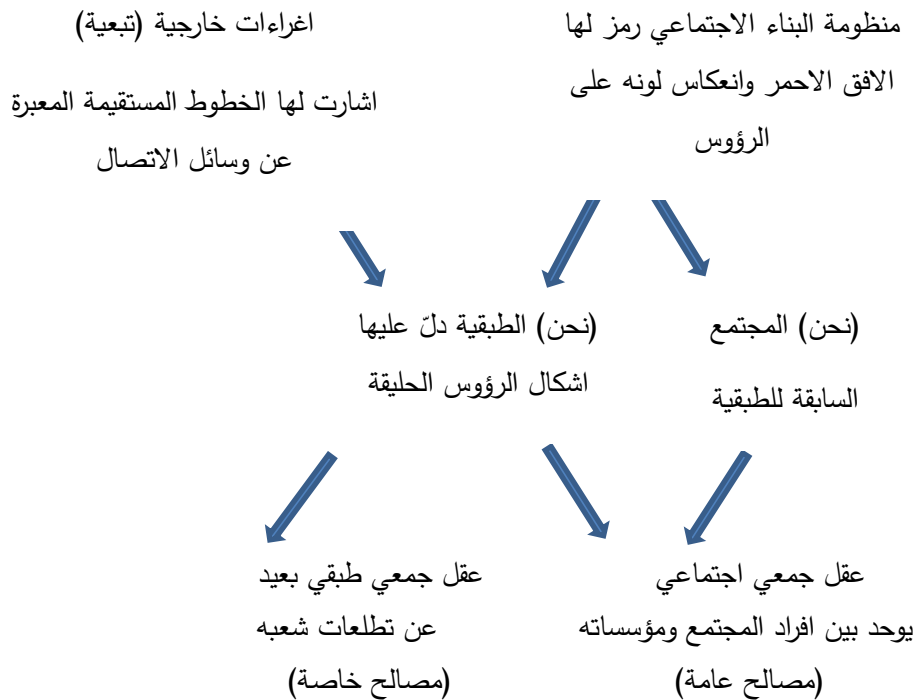 منظومة البناء الاجتماعي رمز لها
الافق الاحمر وانعكاس لونه على
الرؤوس
اغراءات خارجية (تبعية)
اشارت لها الخطوط المستقيمة المعبرة
عن وسائل الاتصال
(نحن) المجتمع
السابقة للطبقية
(نحن) الطبقية دلّ عليها
اشكال الرؤوس الحليقة
عقل جمعي اجتماعي
يوحد بين افراد المجتمع ومؤسساته
(مصالح عامة)
عقل جمعي طبقي بعيد
عن تطلعات شعبه
(مصالح خاصة)